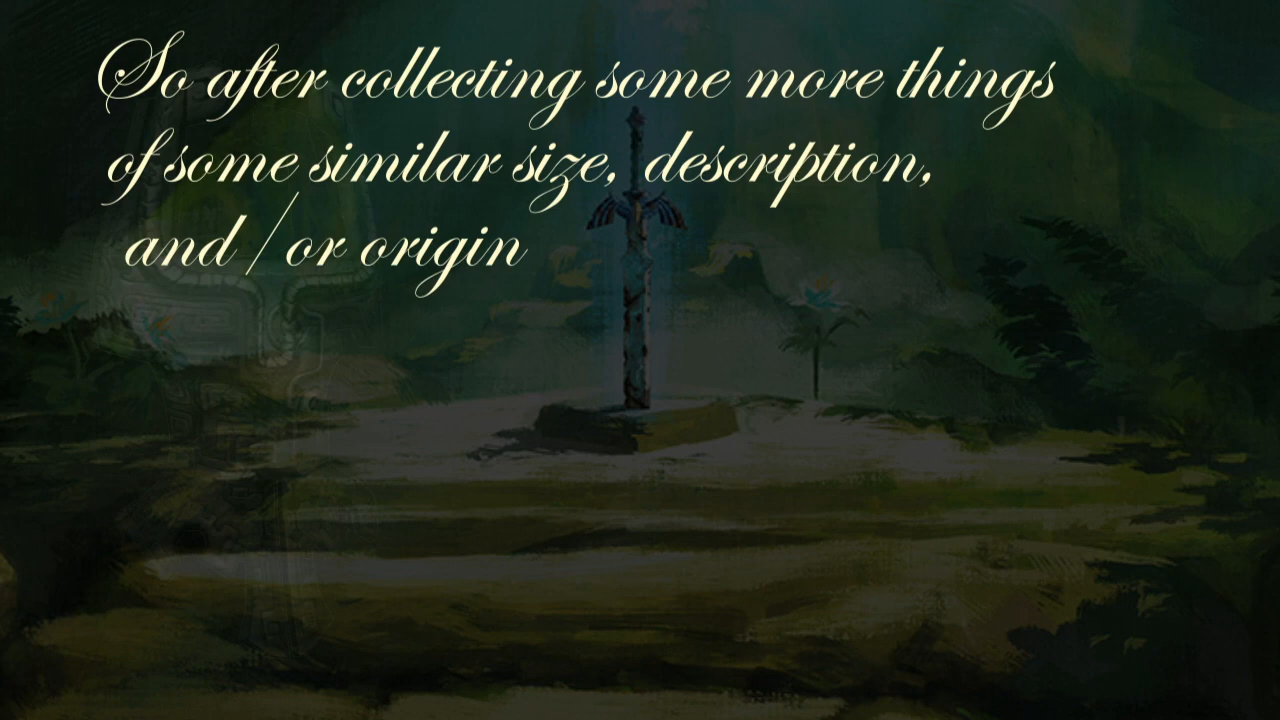 So after collecting some more things
of some similar size, description,
and / or origin